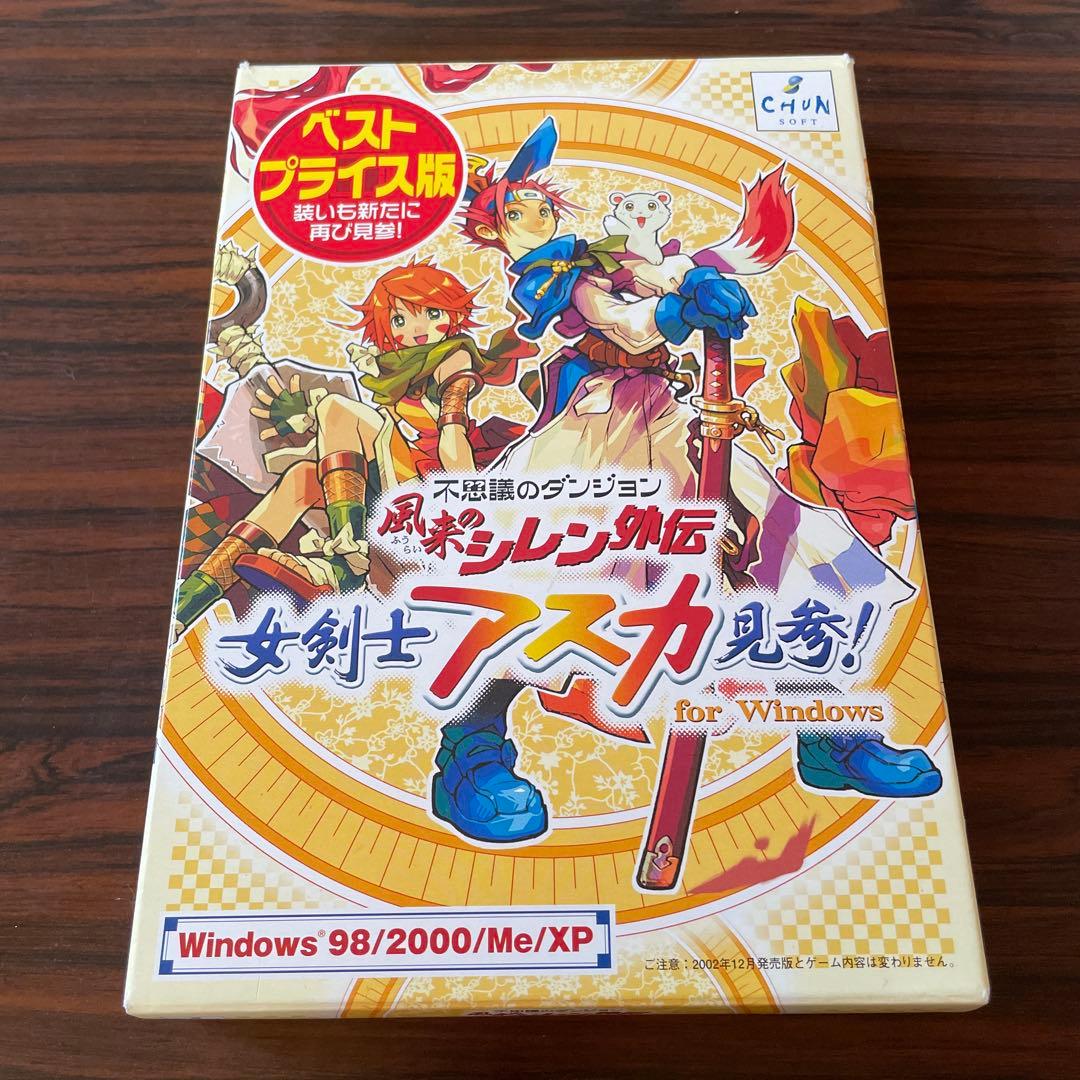 ベスト
プライス版
装いも新たに
再び見参!
CHUN
SOFT
不思議のダンジョン
風来のシレン外伝
ふうらい
女剣士アスカ見参!
for Windows
Windows® 98/2000/Me/XP
ご注意：2002年12月発売版とゲーム内容は変わりません。